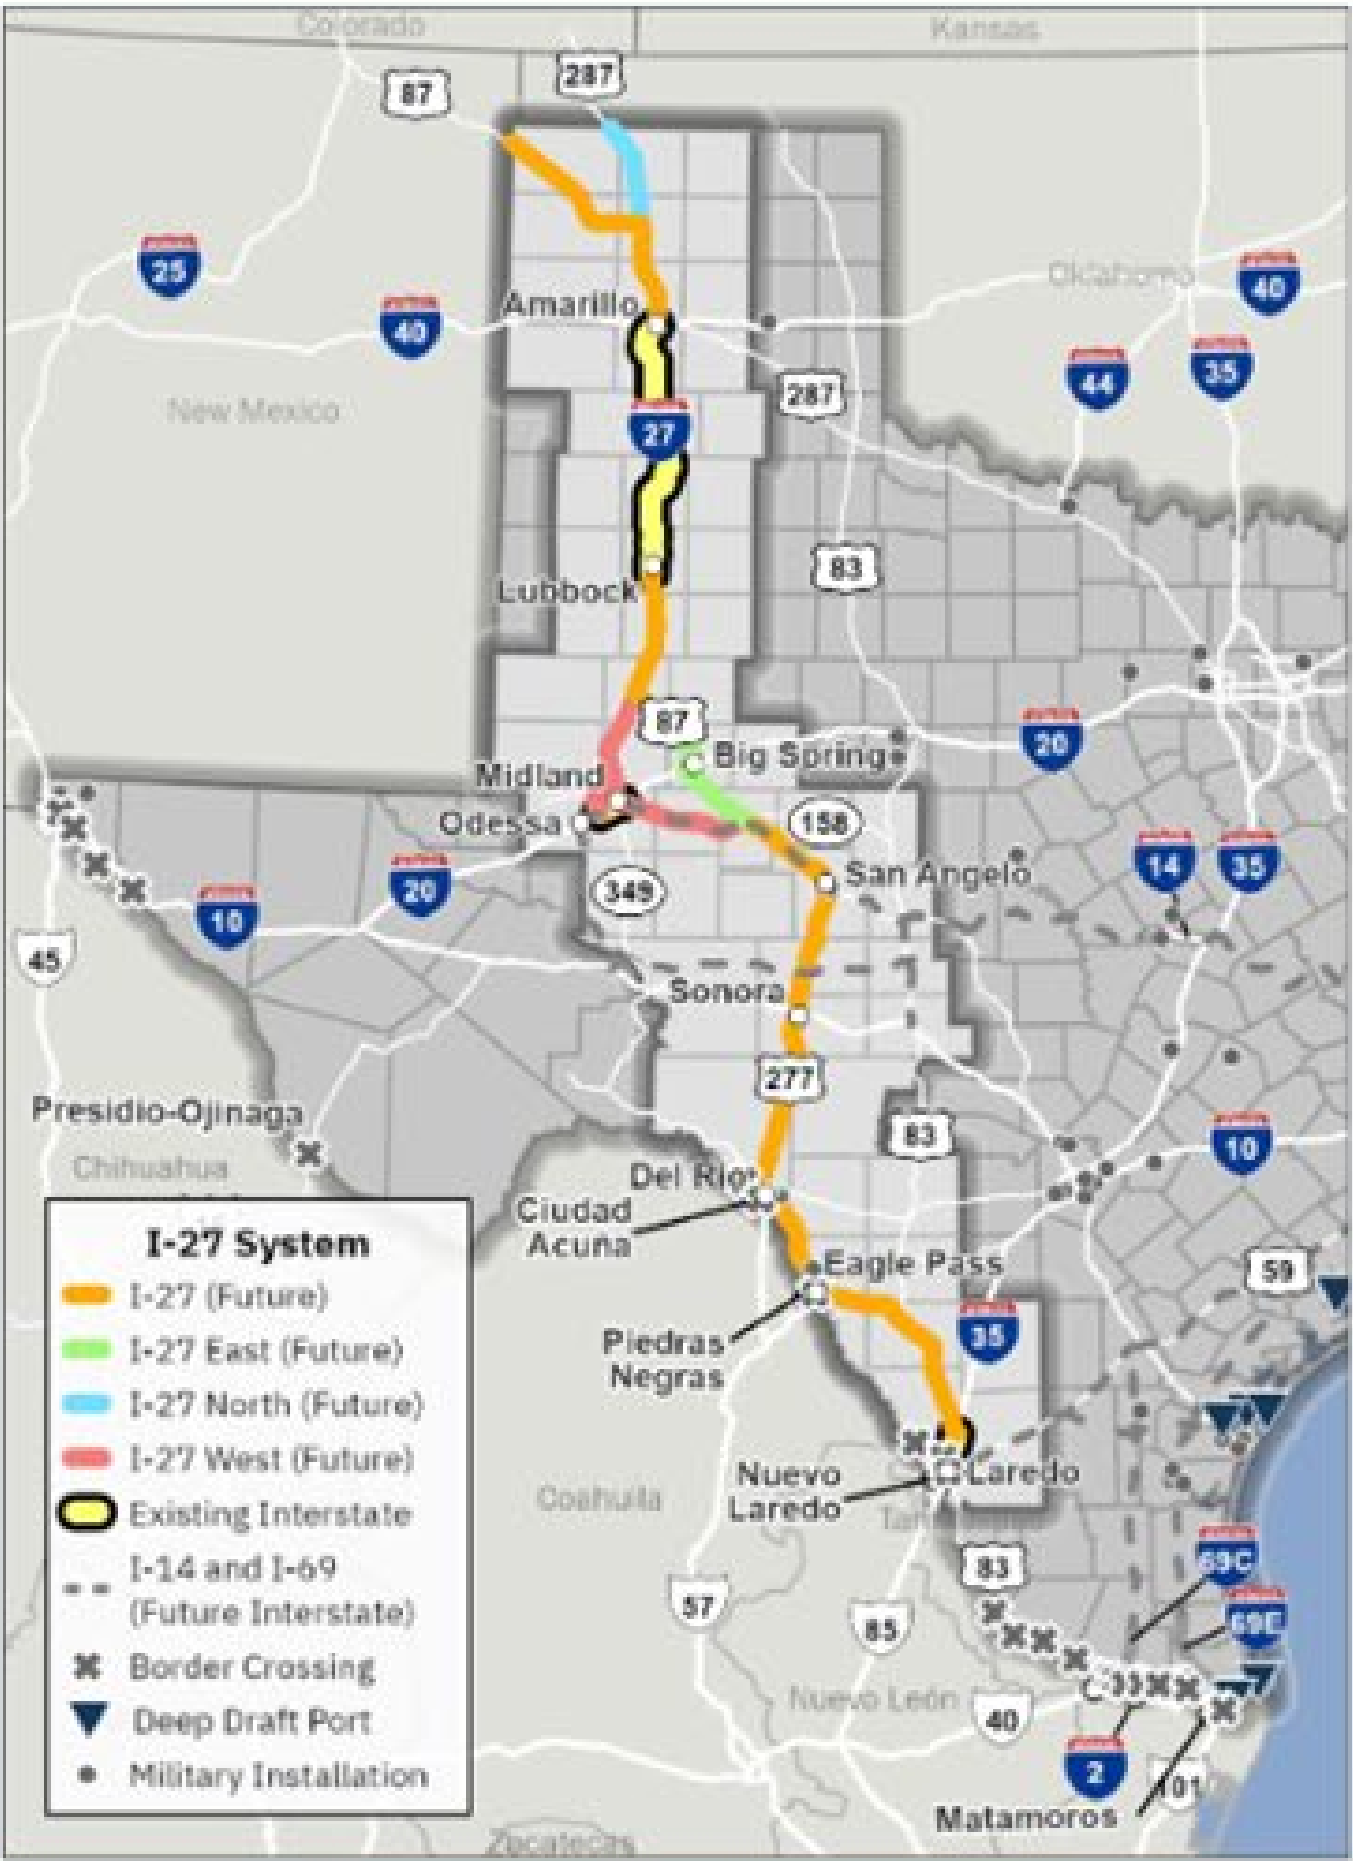 Colorado
Kansas
87
287
25
40
Oklahoma
40
Amarillo
44
35
287
New Mexico
27
83
Lubbock
87
20
Big Spring
Midland
Odessa
158
14
35
San Angelo
349
20
10
45
Sonora
277
Presidio-Ojinaga
83
10
Chihuahua
Del Rio
Ciudad
Acuña
Eagle Pass
59
35
Piedras
Negras
Nuevo
Laredo
Laredo
Coahuila
83
69C
57
85
69E
Nuevo León
40
2
101
Matamoros
Zacatecas
I-27 System
I-27 (Future)
I-27 East (Future)
I-27 North (Future)
I-27 West (Future)
Existing Interstate
I-14 and I-69
(Future Interstate)
Border Crossing
Deep Draft Port
Military Installation